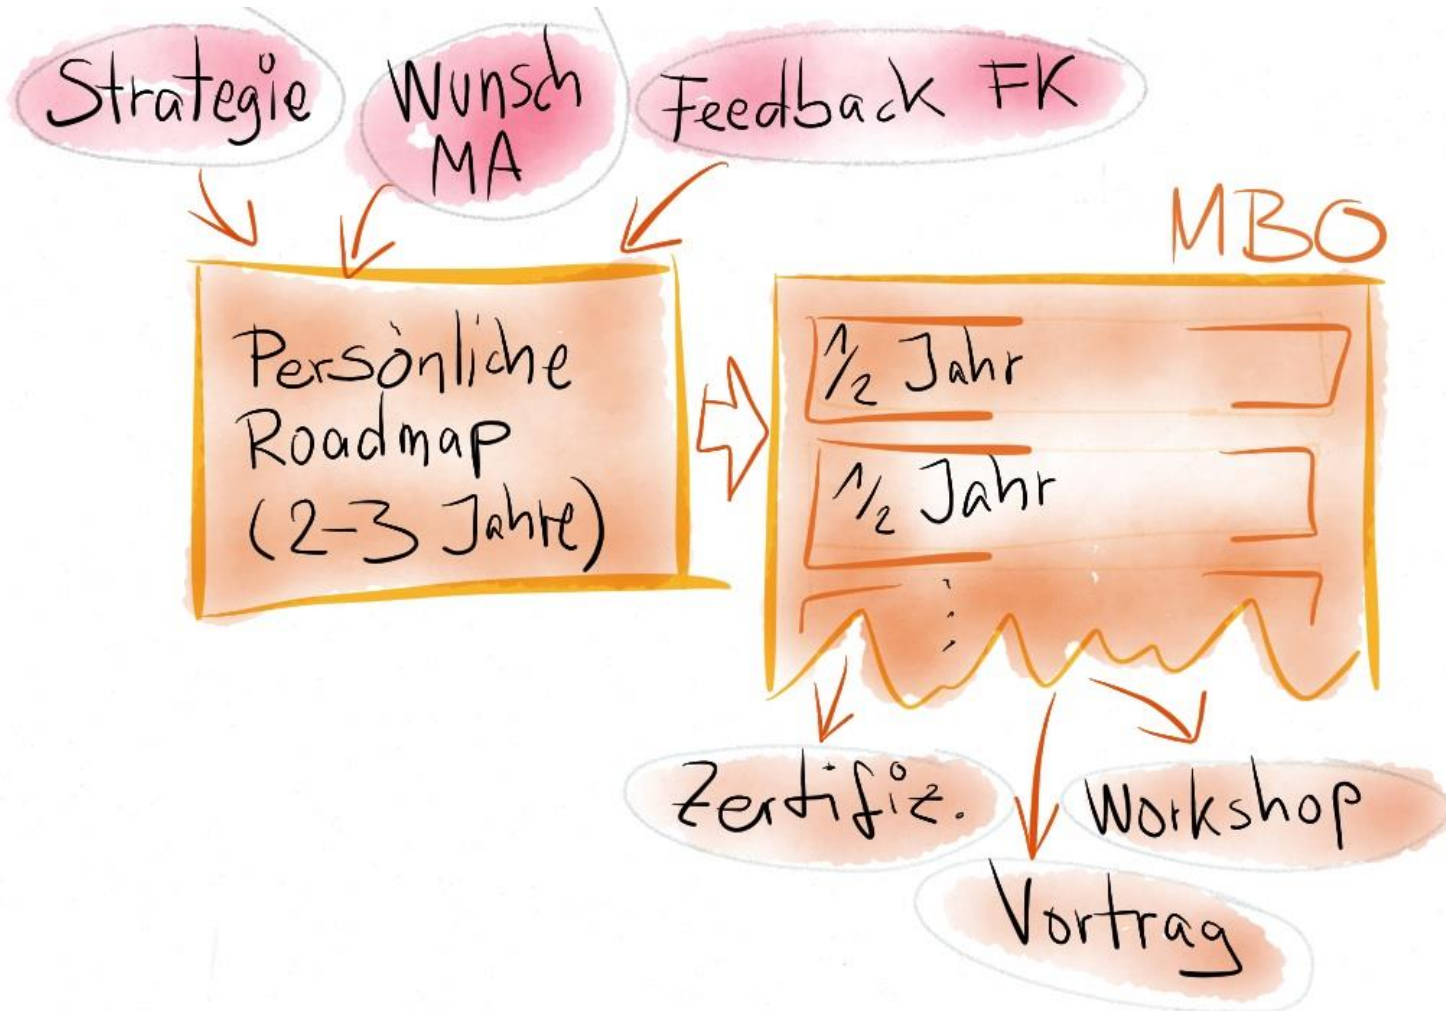 Strategie
Wunsch
MA
Feedback FK
MBO
Persönliche
Roadmap
(2-3 Jahre)
1/2 Jahr
1/2 Jahr
Zertifiz.
Workshop
Vortrag